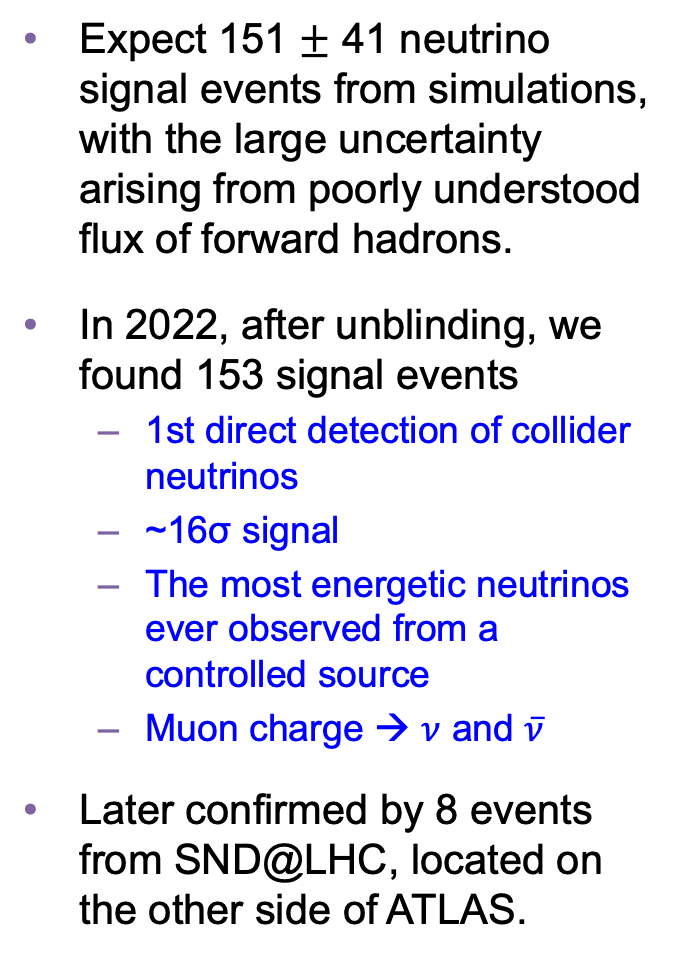 • Expect 151 ± 41 neutrino
signal events from simulations,
with the large uncertainty
arising from poorly understood
flux of forward hadrons.
• In 2022, after unblinding, we
found 153 signal events
– 1st direct detection of collider
neutrinos
– ~16σ signal
– The most energetic neutrinos
ever observed from a
controlled source
– Muon charge → ν and ν̄
• Later confirmed by 8 events
from SND@LHC, located on
the other side of ATLAS.